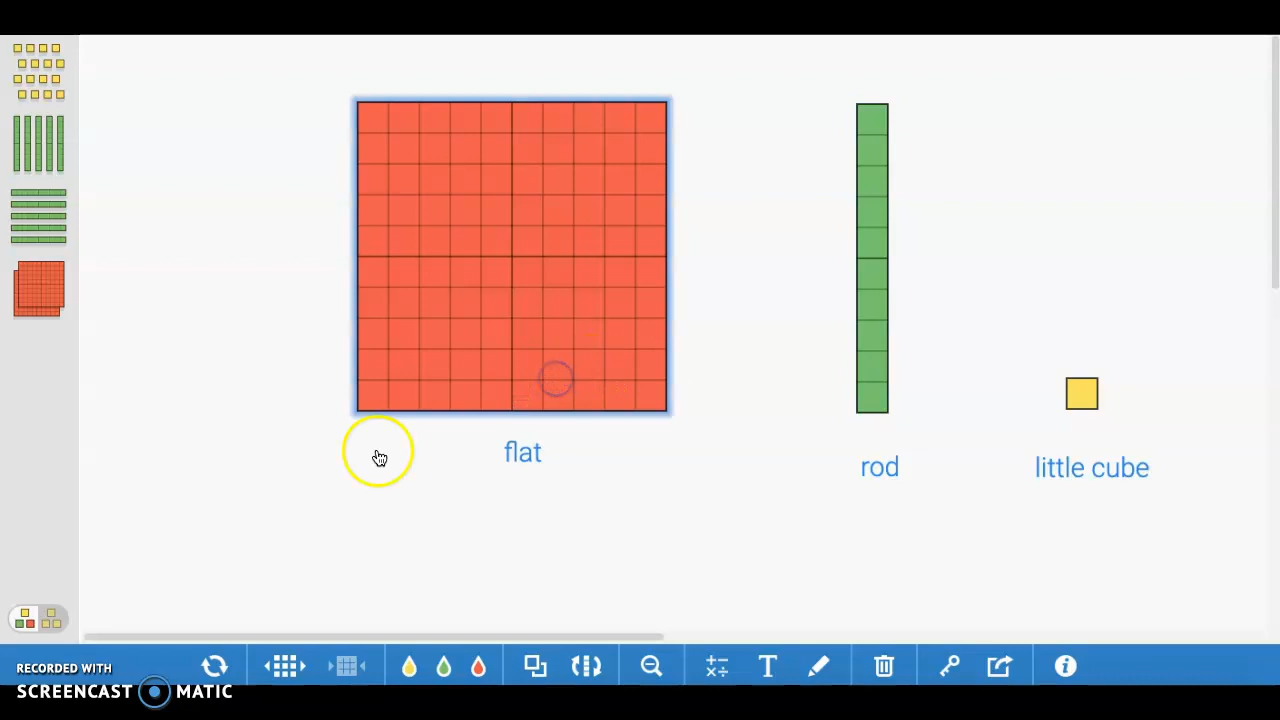 flat
rod
little cube
T
RECORDED WITH
SCREENCAST MATIC